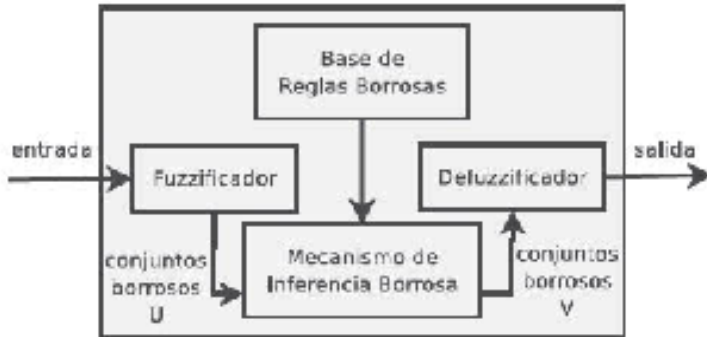 Base de
Reglas Borrosas
entrada
Fuzzificador
Defuzzificador
salida
conjuntos
borrosos
U
Mecanismo de
Inferencia Borrosa
conjuntos
borrosos
V